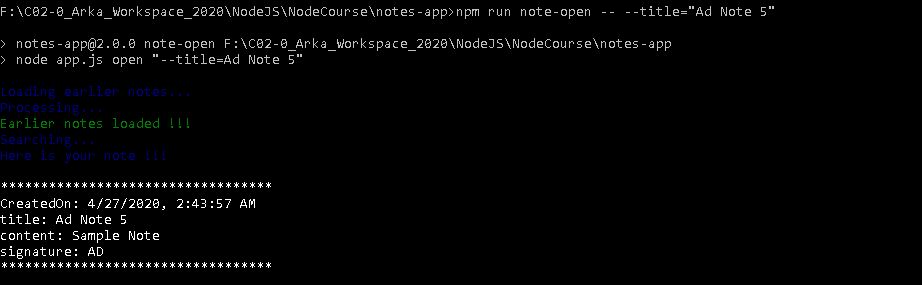 F:\C02-0_Arka_Workspace_2020\NodeJS\NodeCourse\notes-app>npm run note-open -- --title="Ad Note 5"
> notes-app@2.0.0 note-open F:\C02-0_Arka_Workspace_2020\NodeJS\NodeCourse\notes-app
> node app.js open "--title=Ad Note 5"
Loading earlier notes...
Processing...
Earlier notes loaded !!!
Searching...
Here is your note !!!
**********************************
CreatedOn: 4/27/2020, 2:43:57 AM
title: Ad Note 5
content: Sample Note
signature: AD
**********************************